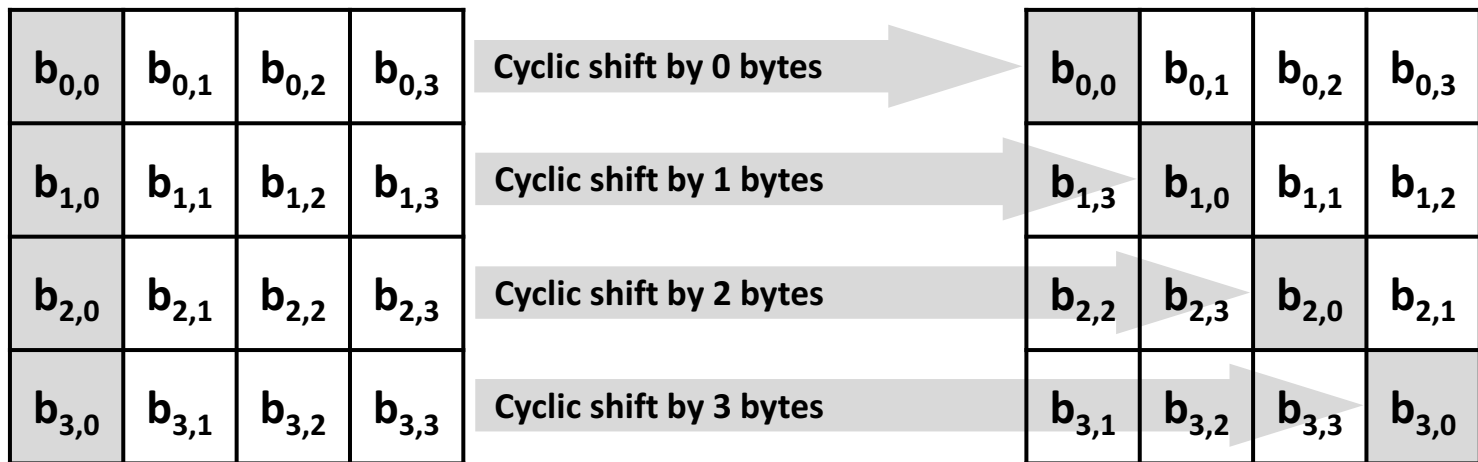 b0,0 b0,1 b0,2 b0,3 Cyclic shift by 0 bytes b0,0 b0,1 b0,2 b0,3
b1,0 b1,1 b1,2 b1,3 Cyclic shift by 1 bytes b1,3 b1,0 b1,1 b1,2
b2,0 b2,1 b2,2 b2,3 Cyclic shift by 2 bytes b2,2 b2,3 b2,0 b2,1
b3,0 b3,1 b3,2 b3,3 Cyclic shift by 3 bytes b3,1 b3,2 b3,3 b3,0